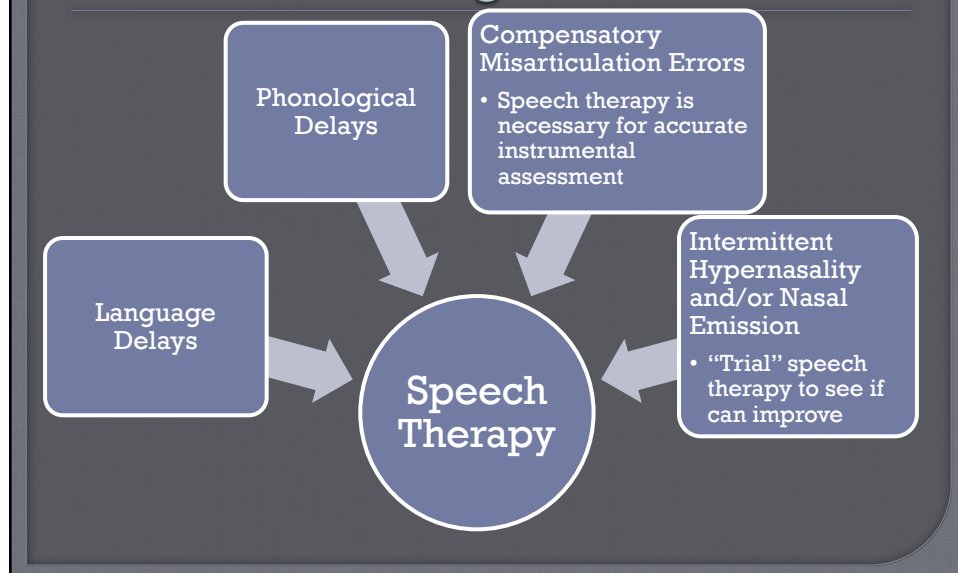 Language
Delays
Phonological
Delays
Compensatory
Misarticulation Errors
• Speech therapy is
necessary for accurate
instrumental
assessment
Intermittent
Hypernasality
and/or Nasal
Emission
• “Trial” speech
therapy to see if
can improve
Speech
Therapy